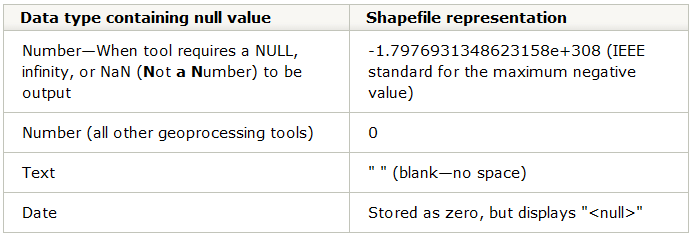 Data type containing null value
Shapefile representation
Number—When tool requires a NULL,
infinity, or NaN (Not a Number) to be
output
-1.7976931348623158e+308 (IEEE
standard for the maximum negative
value)
Number (all other geoprocessing tools)
0
Text
" " (blank—no space)
Date
Stored as zero, but displays "<null>"